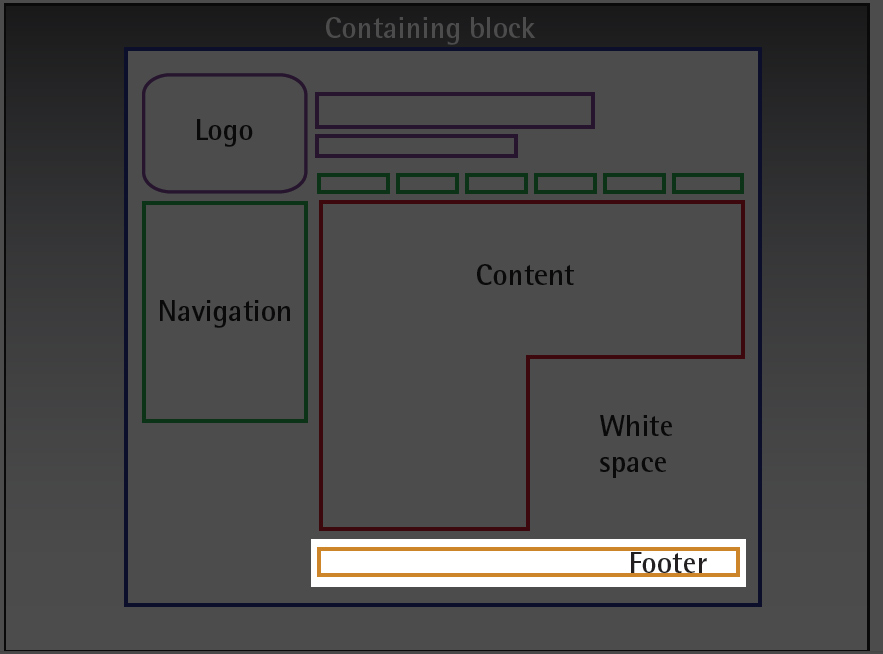 Containing block
Logo
Content
Navigation
White
space
Footer